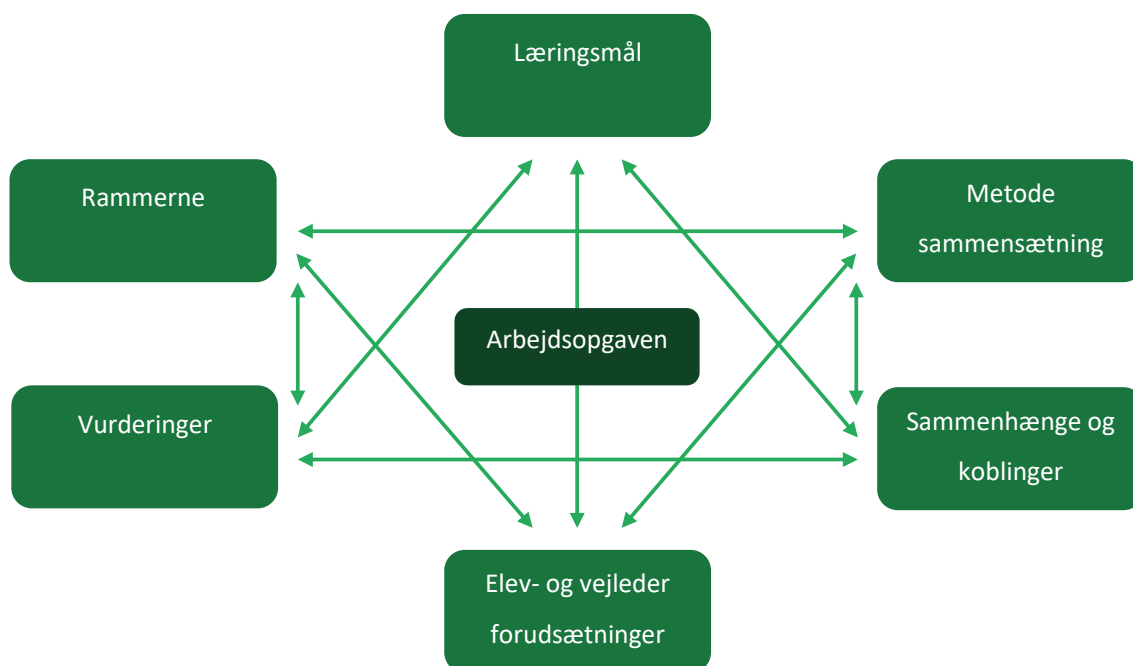 Læringsmål
Rammerne
Metode
sammensætning
Arbejdsopgaven
Vurderinger
Sammenhænge og
koblinger
Elev- og vejleder
forudsætninger